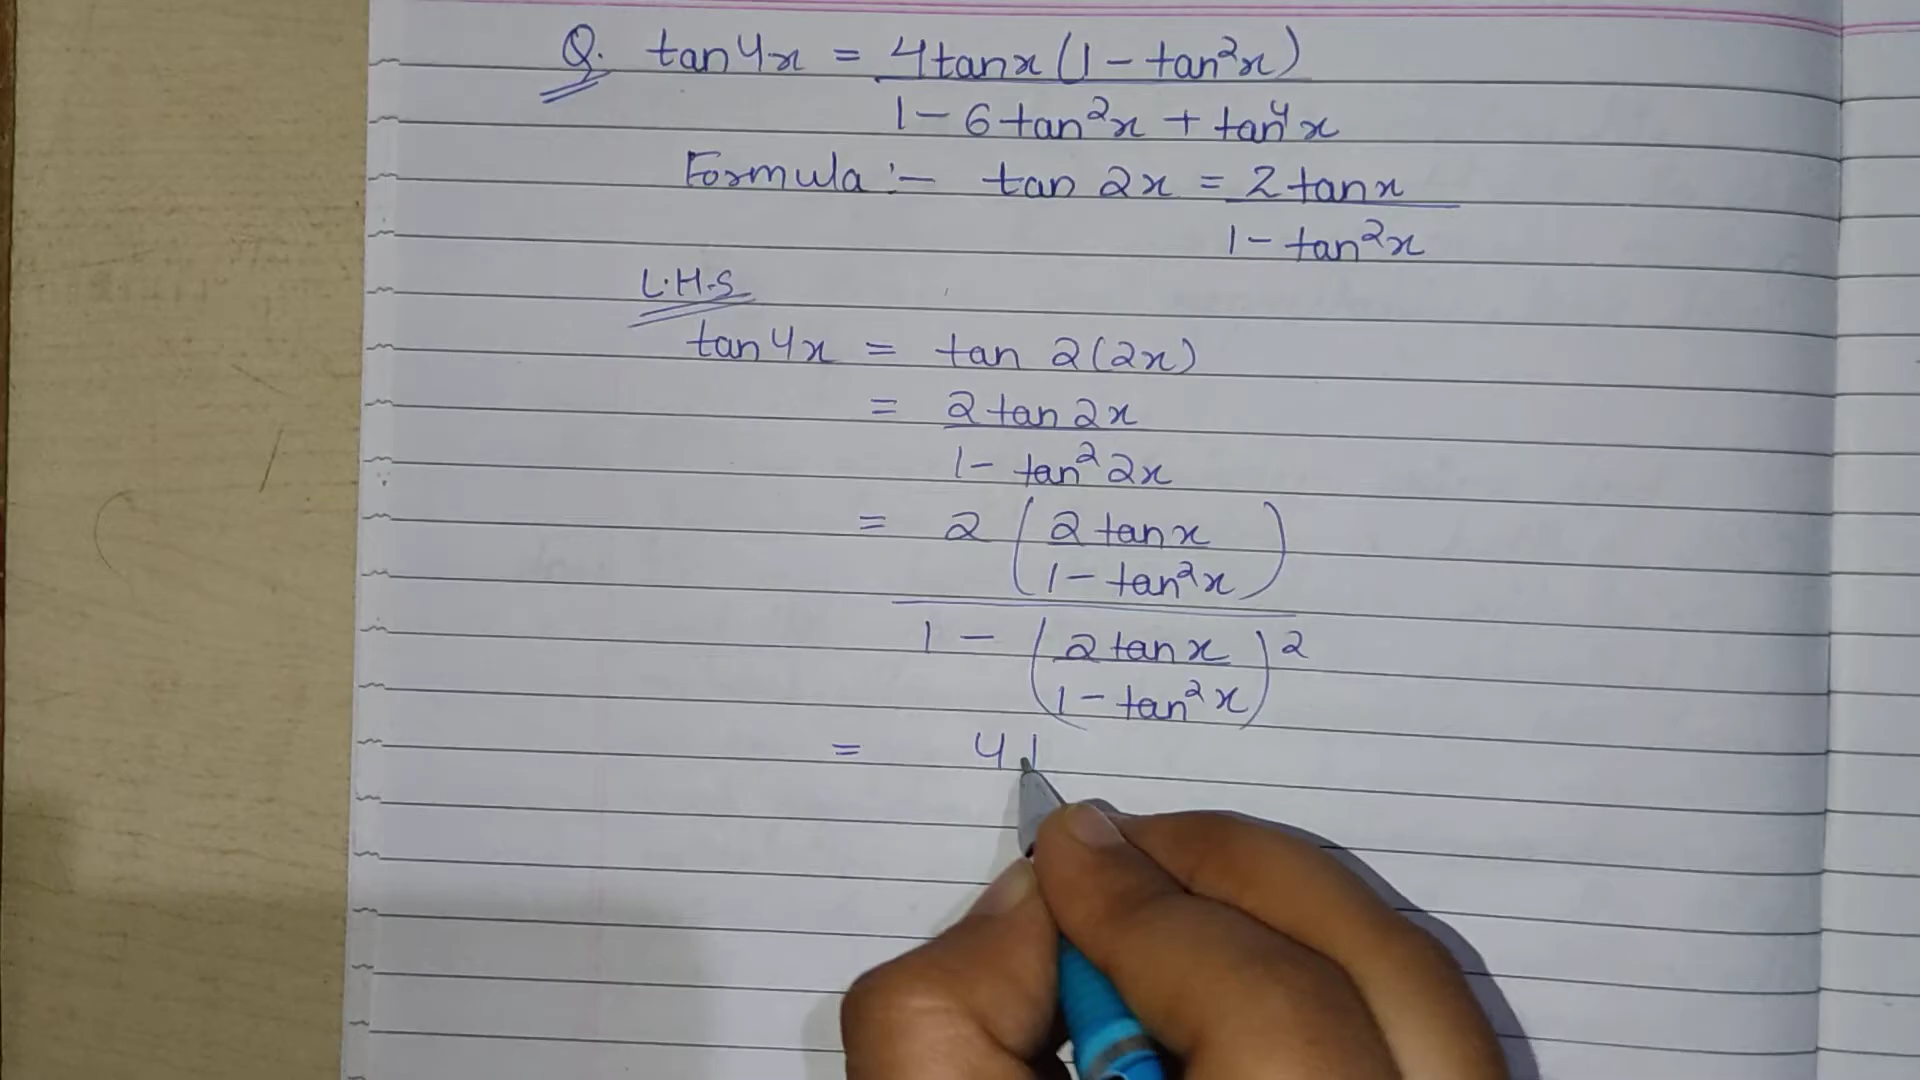 Q. tan4x = 4tanx(1 - tan²x)
1 - 6tan²x + tan⁴x
Formula :- tan 2x = 2tanx
1 - tan²x
L.H.S
tan4x = tan 2(2x)
= 2tan2x
1 - tan²2x
= 2 (2tanx
1 - tan²x)
1 - (2tanx)2
(1 - tan²x)
= 4